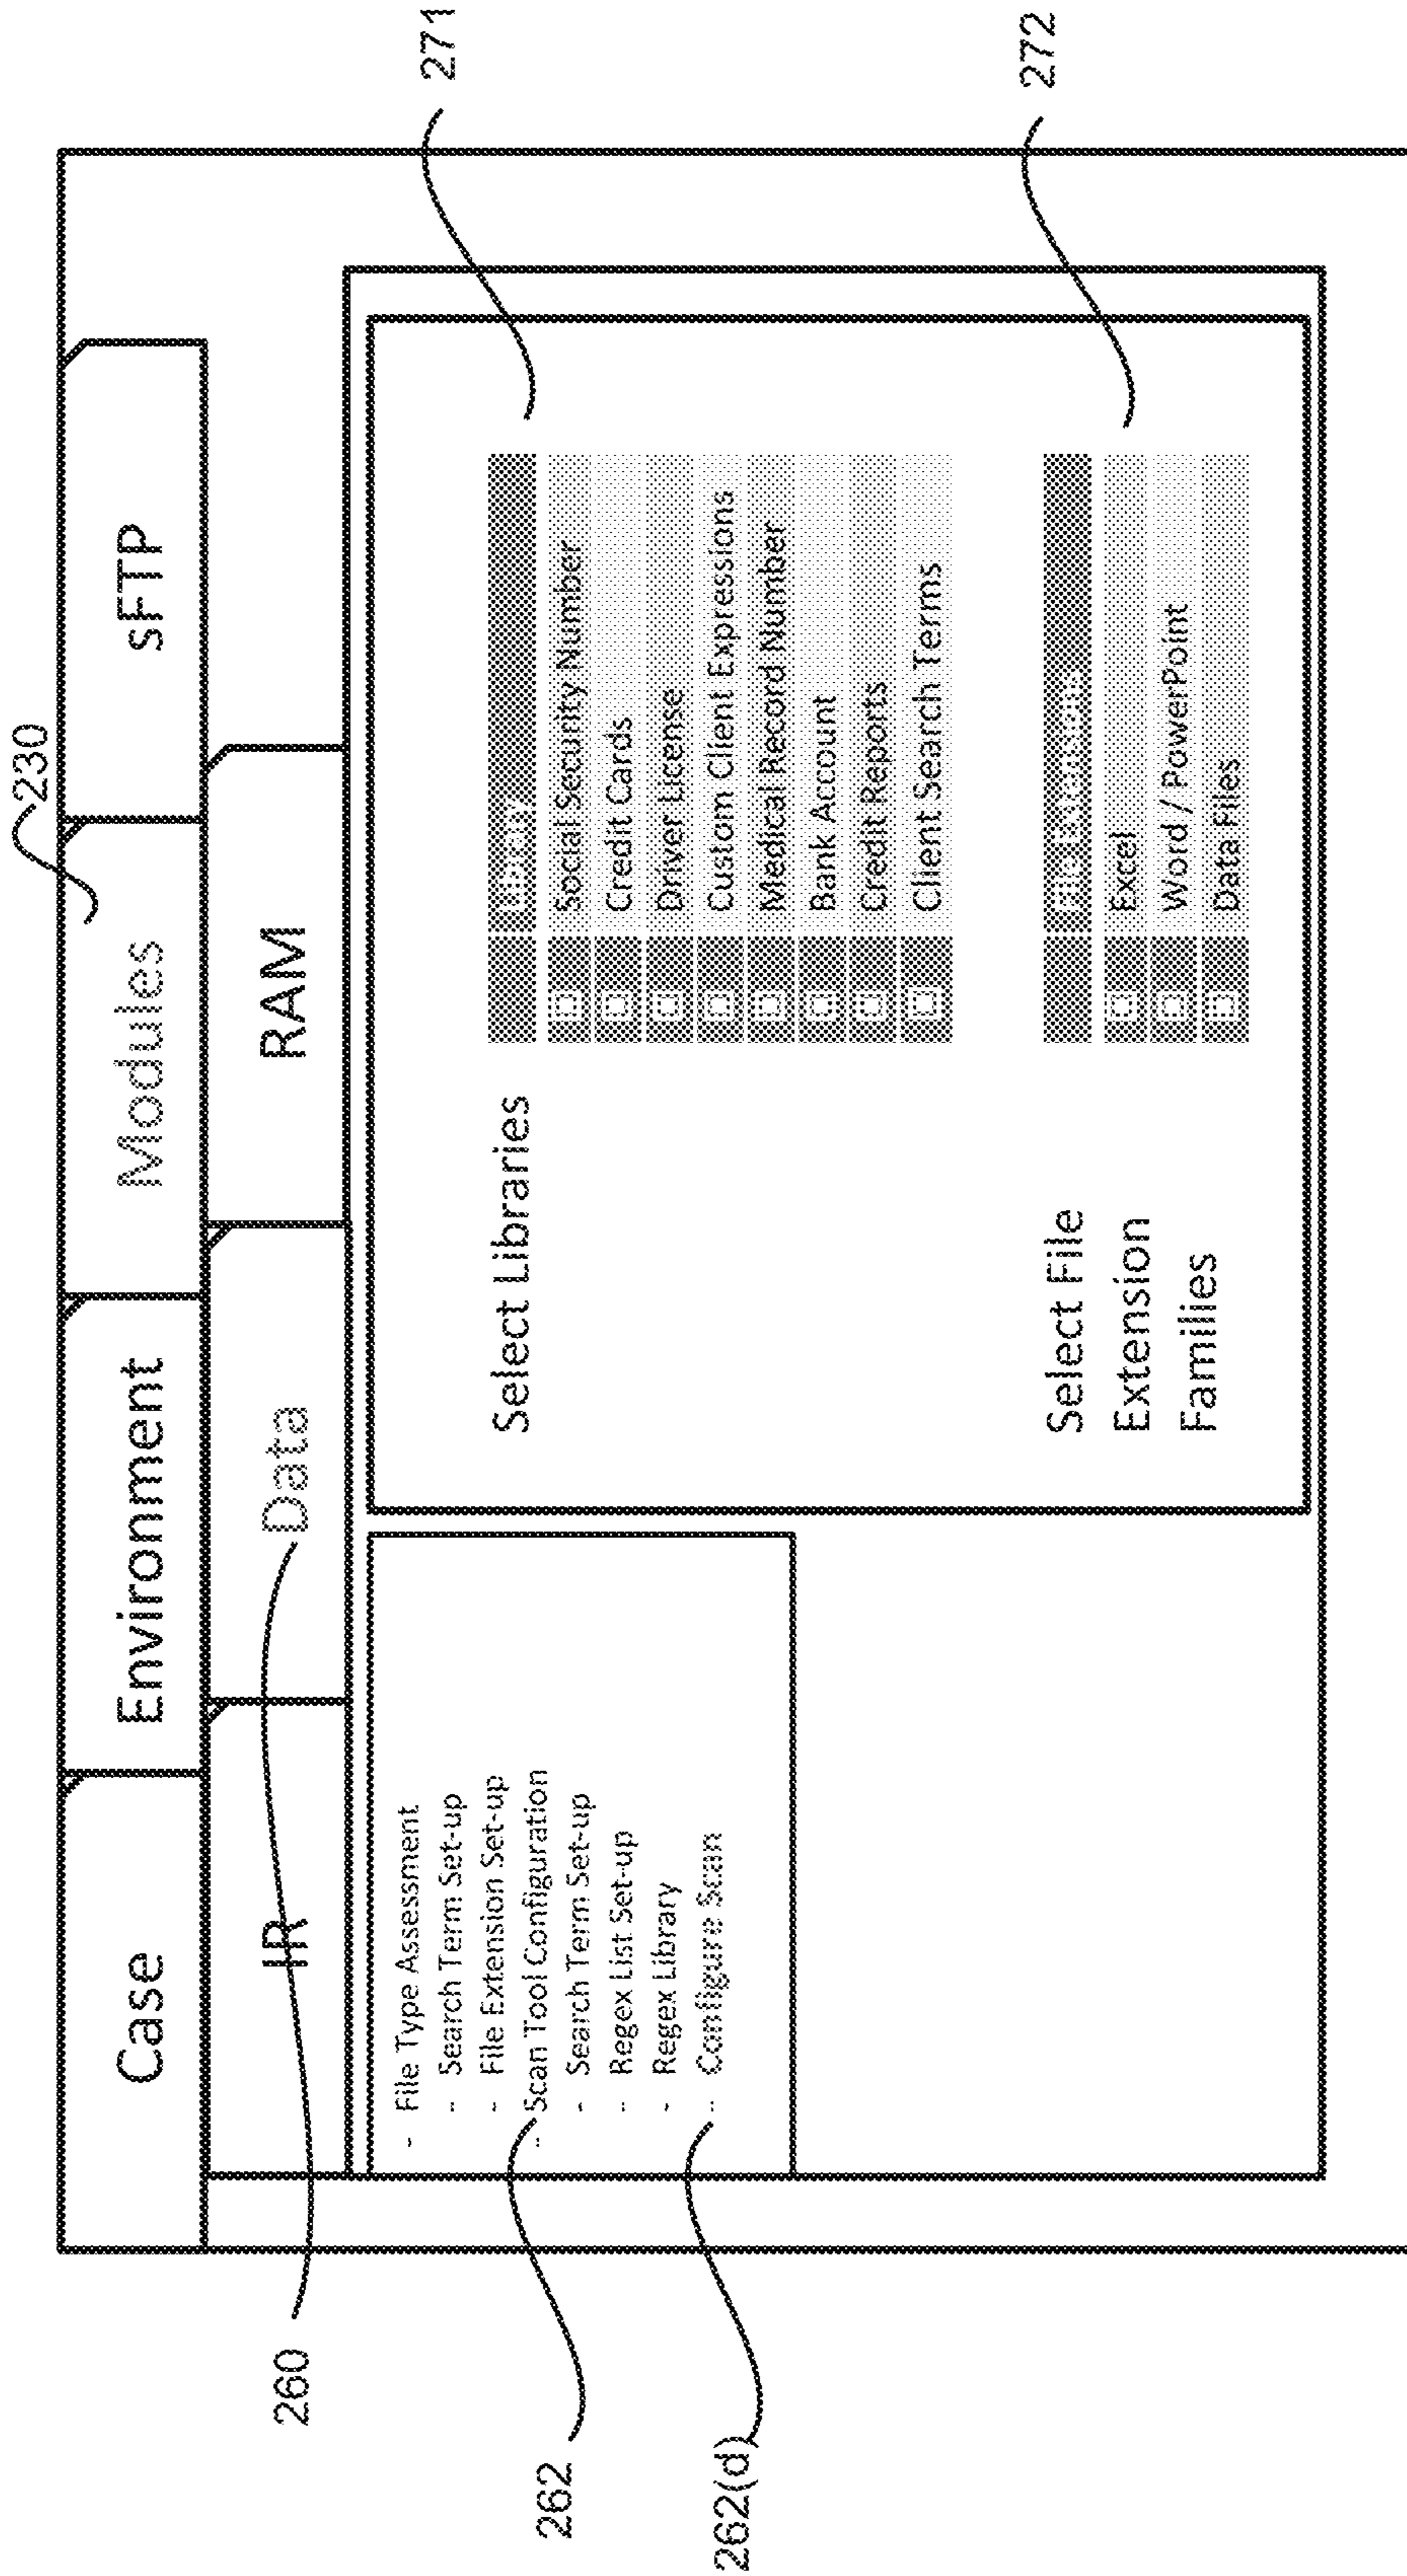 230
Case
Environment
Modules
sFTP
260
IR
Data
RAM
- File Type Assessment
- Search Term Set-up
- File Extension Set-up
- Scan Tool Configuration
- Search Term Set-up
- Regex List Set-up
- Regex Library
- Configure Scan
262
262(d)
Select Libraries
Library
Social Security Number
Credit Cards
Driver License
Custom Client Expressions
Medical Record Number
Bank Account
Credit Reports
Client Search Terms
271
Select File
Extension
Families
File Extensions
Excel
Word / PowerPoint
Data Files
272